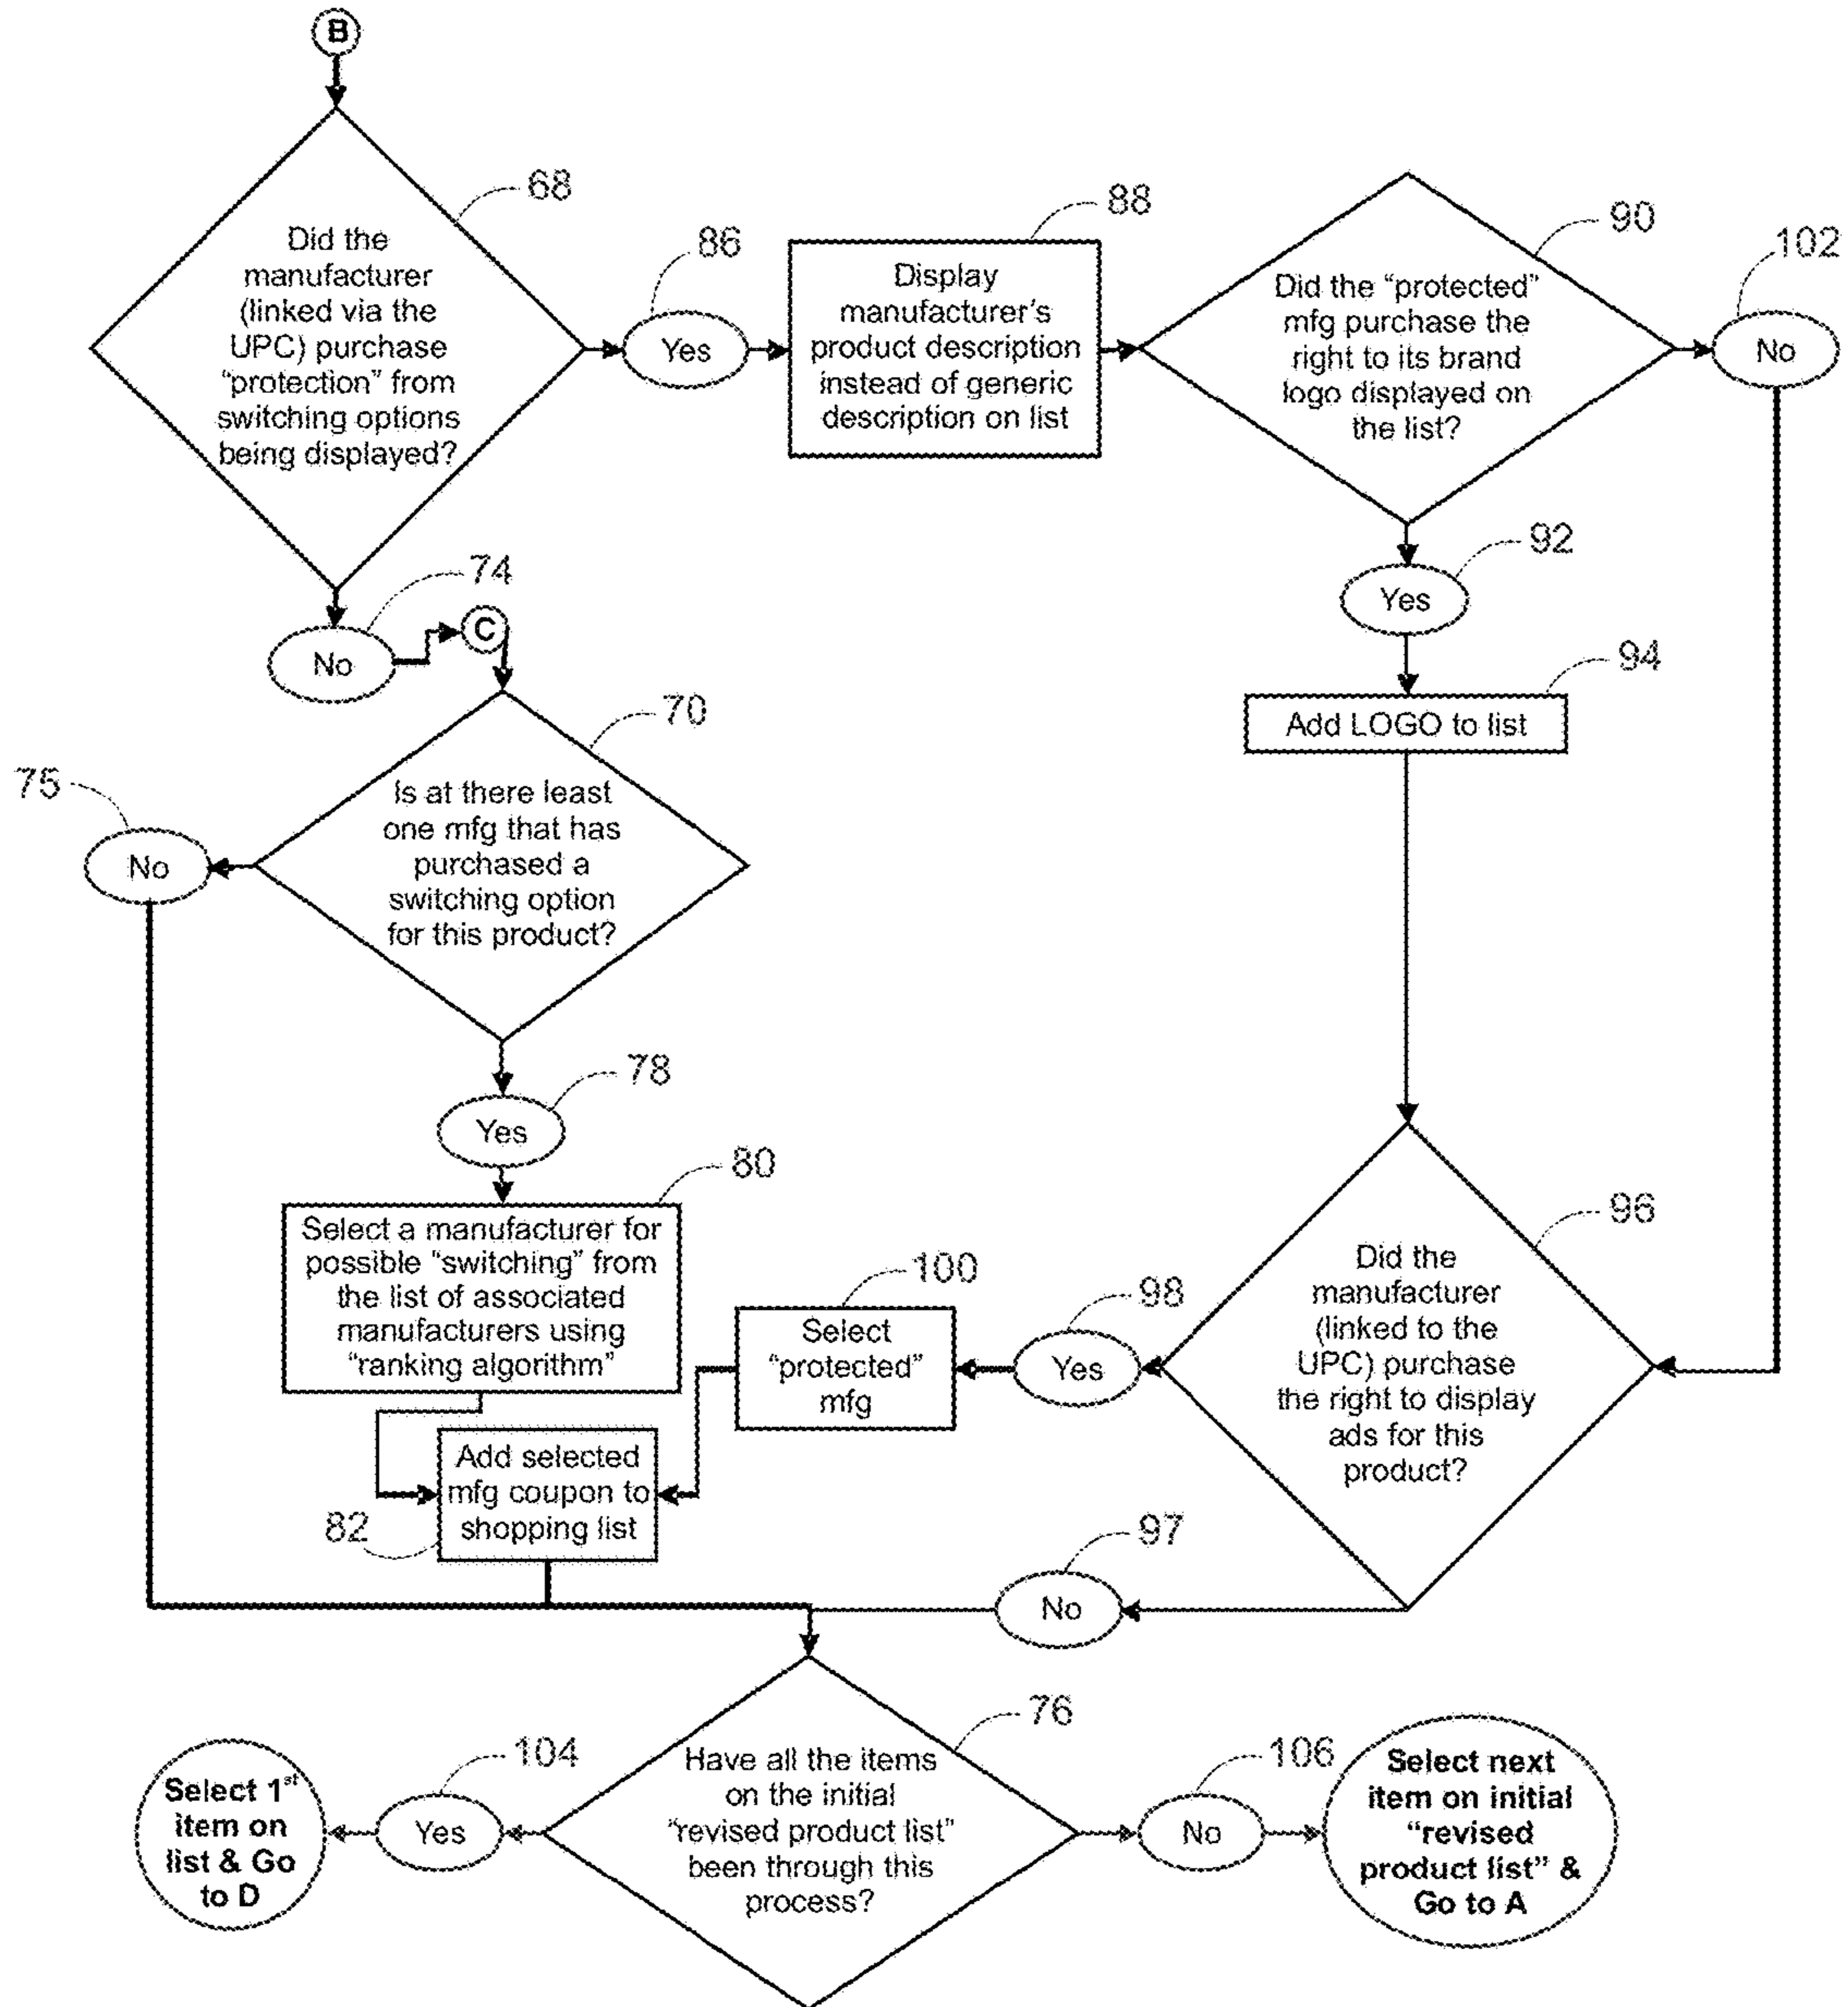 B
68
Did the
manufacturer
(linked via the
UPC) purchase
“protection” from
switching options
being displayed?
86
Yes
88
Display
manufacturer's
product description
instead of generic
description on list
90
Did the “protected”
mfg purchase the
right to its brand
logo displayed on
the list?
102
No
92
Yes
94
Add LOGO to list
74
No
C
70
Is at there least
one mfg that has
purchased a
switching option
for this product?
75
No
78
Yes
80
Select a manufacturer for
possible “switching” from
the list of associated
manufacturers using
“ranking algorithm”
96
Did the
manufacturer
(linked to the
UPC) purchase
the right to display
ads for this
product?
98
Yes
100
Select
“protected”
mfg
82
Add selected
mfg coupon to
shopping list
97
No
76
Have all the items
on the initial
“revised product list”
been through this
process?
104
Yes
Select 1st
item on
list & Go
to D
106
No
Select next
item on initial
“revised
product list” &
Go to A